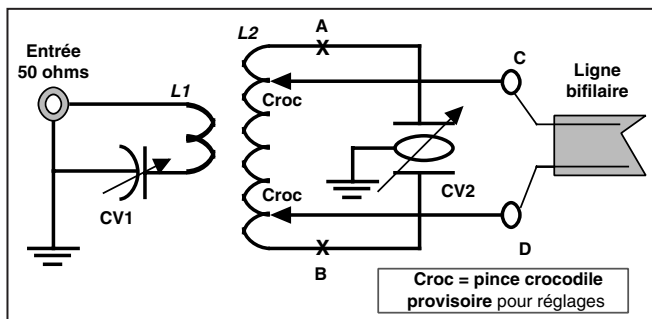 Entrée
50 ohms
L1
L2
A
X
C
Ligne
bifilaire
Croc
Croc
CV1
CV2
X
B
D
Croc = pince crocodile
provisoire pour réglages